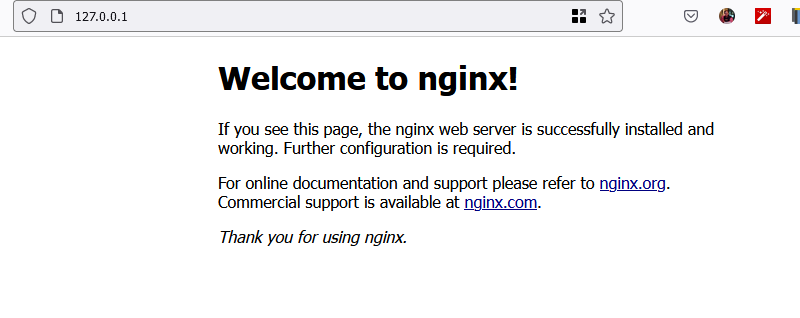 127.0.0.1
Welcome to nginx!
If you see this page, the nginx web server is successfully installed and
working. Further configuration is required.
For online documentation and support please refer to nginx.org.
Commercial support is available at nginx.com.
Thank you for using nginx.